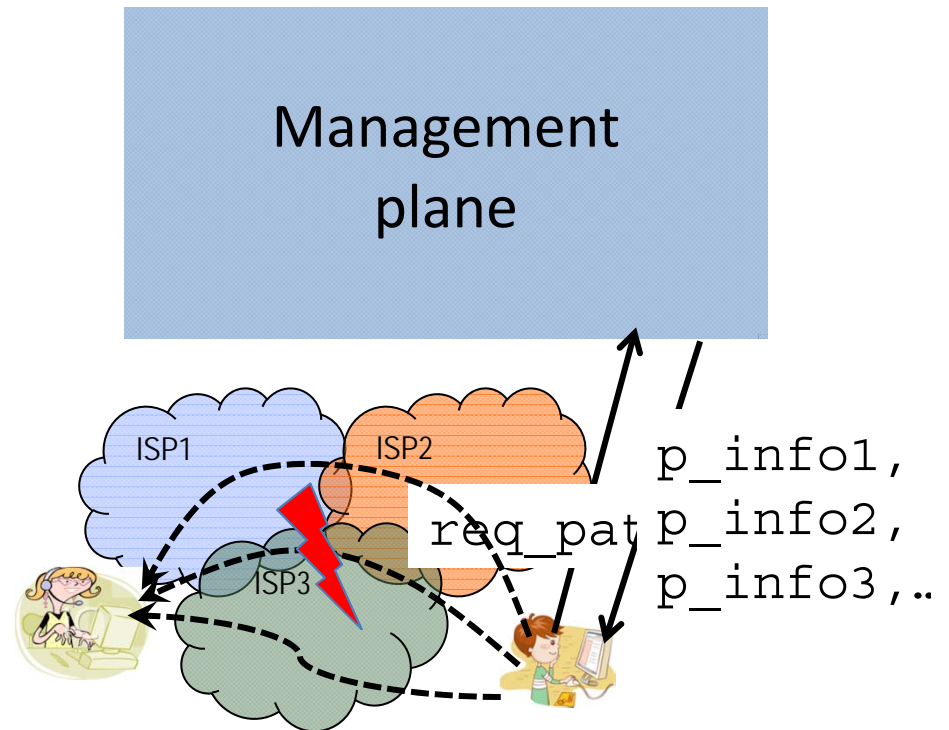 Management
plane
ISP1
ISP2
p_info1,
req_pat
p_info2,
ISP3
p_info3,…